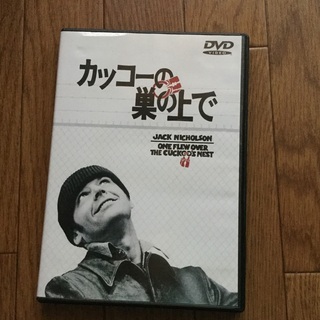 DVD
VIDEO
カッコーの
巣の上で
JACK NICHOLSON
ONE FLEW OVER
THE CUCKOO'S NEST